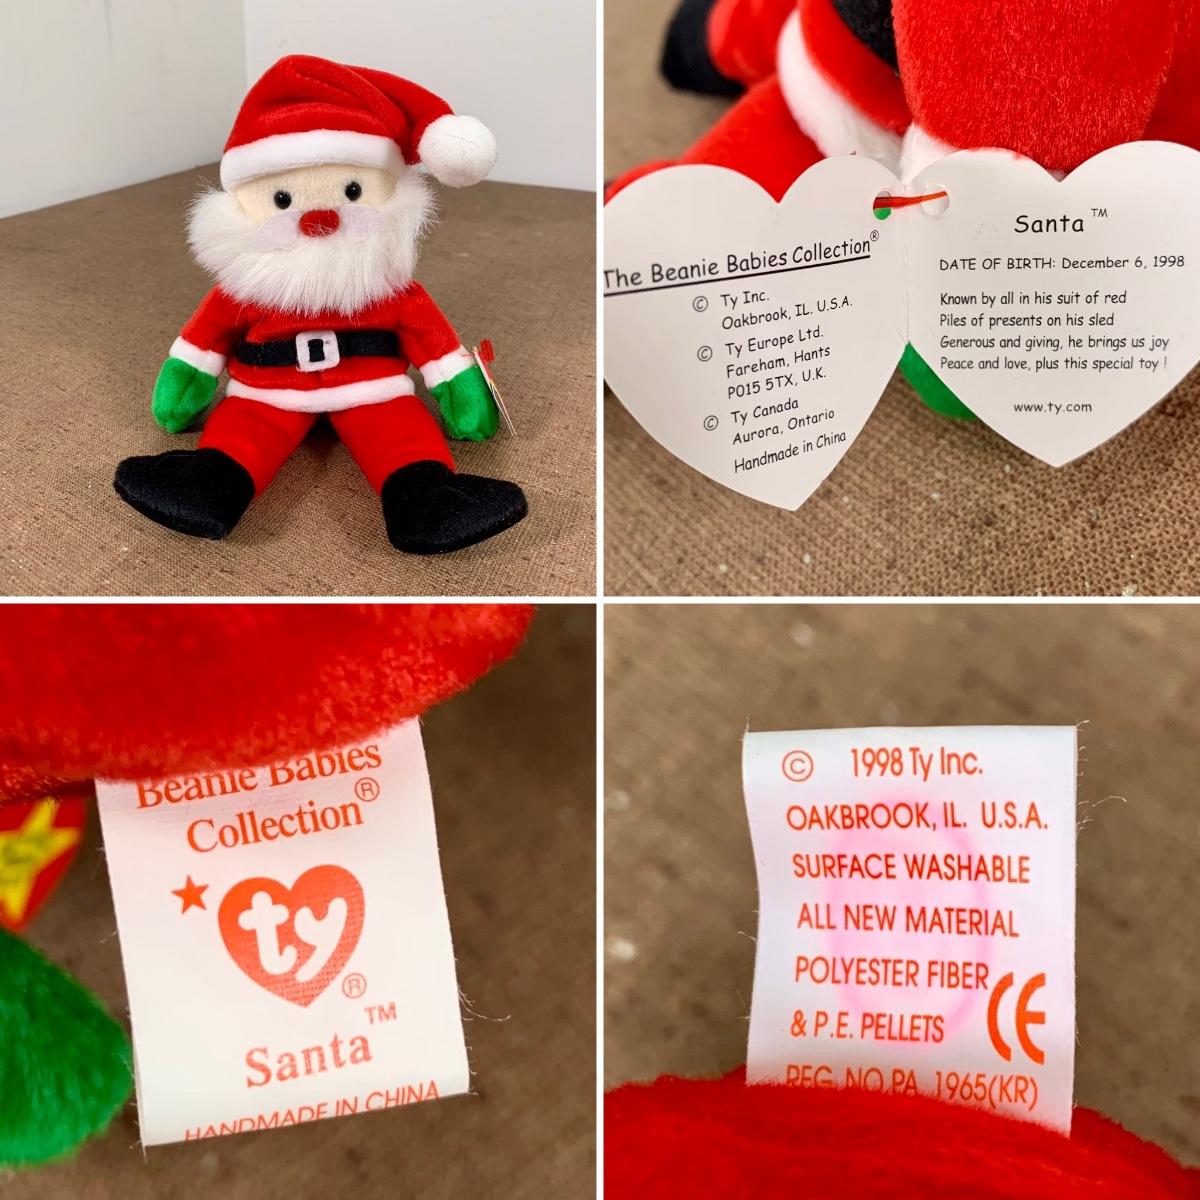 The Beanie Babies Collection®
© Ty Inc.
Oakbrook, IL. U.S.A.
© Ty Europe Ltd.
Fareham, Hants
PO15 5TX, U.K.
© Ty Canada
Aurora, Ontario
Handmade in China
Santa ™
DATE OF BIRTH: December 6, 1998
Known by all in his suit of red
Piles of presents on his sled
Generous and giving, he brings us joy
Peace and love, plus this special toy !
www.ty.com
Beanie Babies
Collection®
ty®
Santa™
HANDMADE IN CHINA
© 1998 Ty Inc.
OAKBROOK, IL. U.S.A.
SURFACE WASHABLE
ALL NEW MATERIAL
POLYESTER FIBER
& P.E. PELLETS CE
REG. NO PA. 1965(KR)